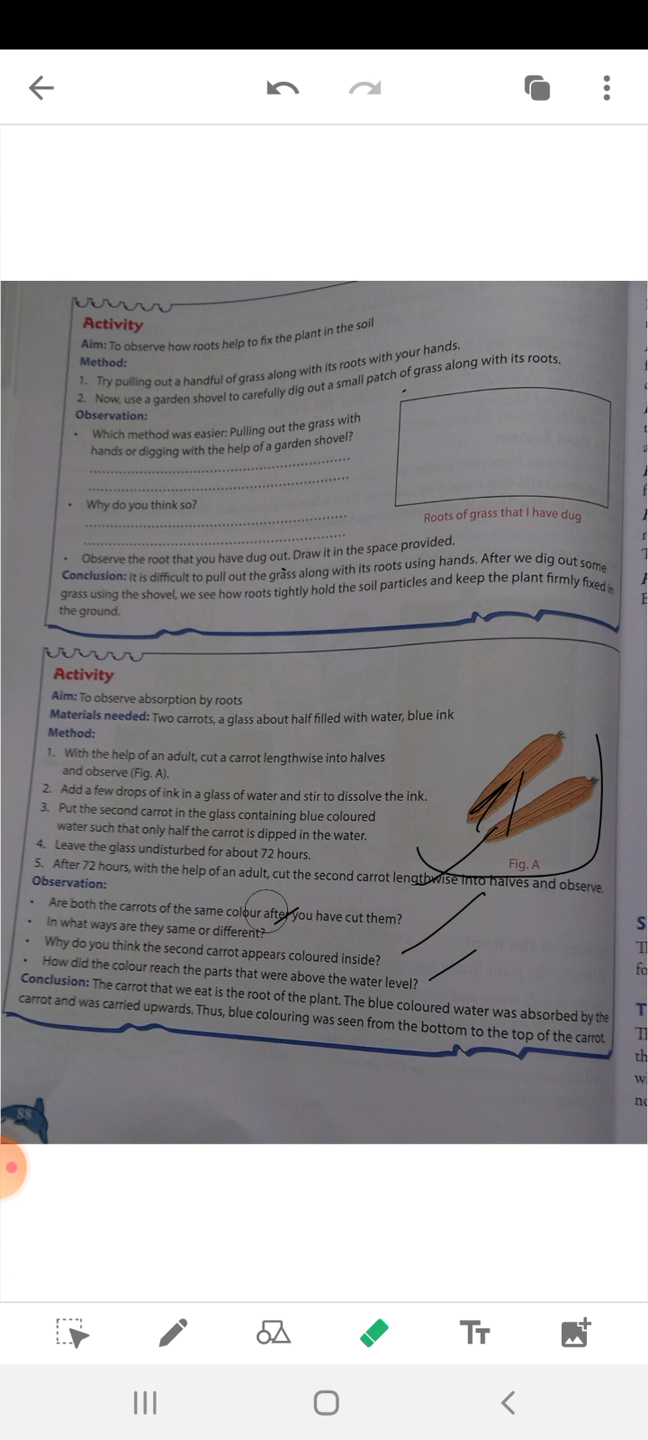 Activity
Aim: To observe how roots help to fix the plant in the soil
Method:
1. Try pulling out a handful of grass along with its roots with your hands.
2. Now, use a garden shovel to carefully dig out a small patch of grass along with its roots.
Observation:
• Which method was easier: Pulling out the grass with
hands or digging with the help of a garden shovel?
• Why do you think so?
Roots of grass that I have dug
• Observe the root that you have dug out. Draw it in the space provided.
Conclusion: It is difficult to pull out the grass along with its roots using hands. After we dig out some
grass using the shovel, we see how roots tightly hold the soil particles and keep the plant firmly fixed in
the ground.
Activity
Aim: To observe absorption by roots
Materials needed: Two carrots, a glass about half filled with water, blue ink
Method:
1. With the help of an adult, cut a carrot lengthwise into halves
and observe (Fig. A).
2. Add a few drops of ink in a glass of water and stir to dissolve the ink.
3. Put the second carrot in the glass containing blue coloured
water such that only half the carrot is dipped in the water.
4. Leave the glass undisturbed for about 72 hours.
Fig. A
5. After 72 hours, with the help of an adult, cut the second carrot lengthwise into halves and observe.
Observation:
• Are both the carrots of the same colour after you have cut them?
• In what ways are they same or different?
• Why do you think the second carrot appears coloured inside?
• How did the colour reach the parts that were above the water level?
Conclusion: The carrot that we eat is the root of the plant. The blue coloured water was absorbed by the
carrot and was carried upwards. Thus, blue colouring was seen from the bottom to the top of the carrot.